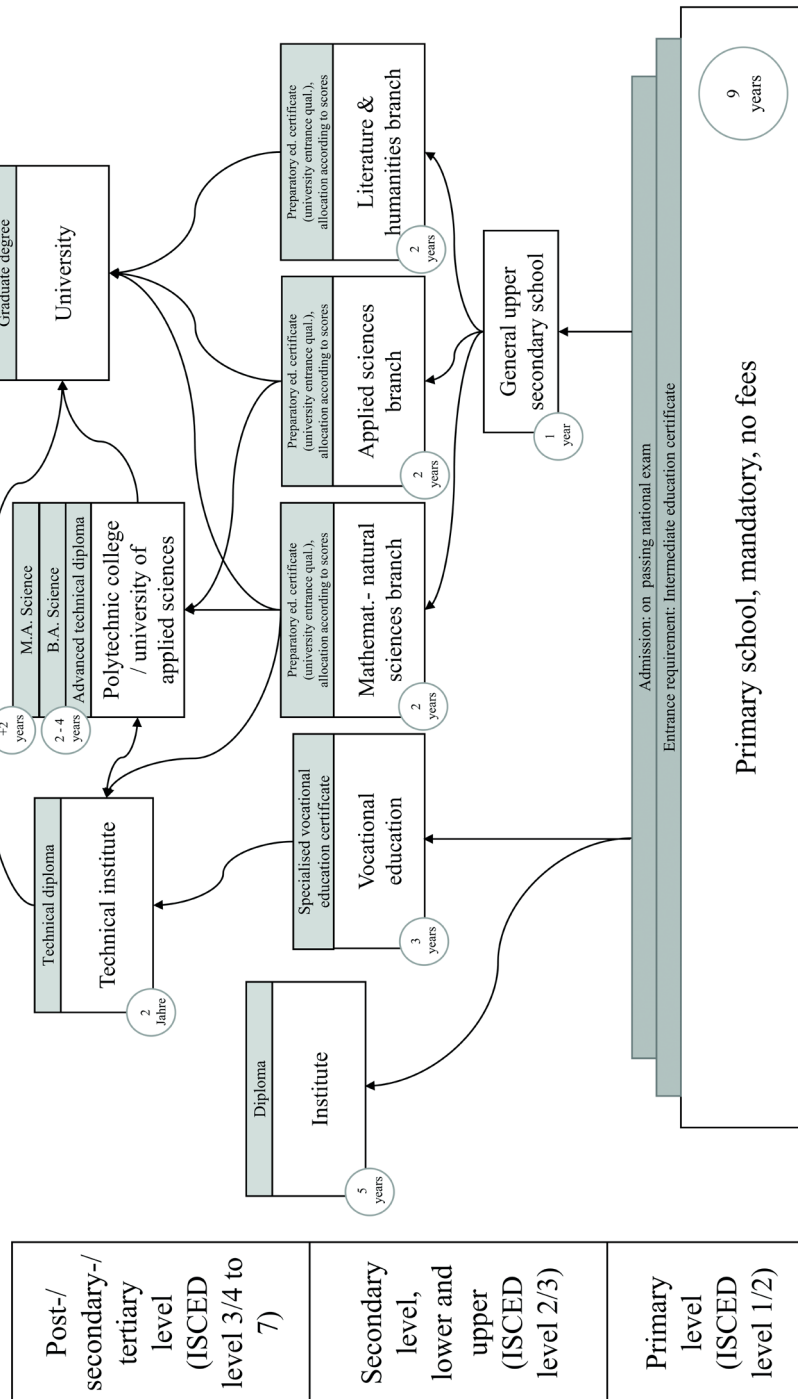 Post-/
secondary-/
tertiary
level
(ISCED
level 3/4 to
7)
Technical diploma
Technical institute
2
Jahre
+2
years
M.A. Science
B.A. Science
2 - 4
years
Advanced technical diploma
Polytechnic college
/ university of
applied sciences
Graduate degree
University
Secondary
level,
lower and
upper
(ISCED
level 2/3)
Diploma
Institute
5
years
Specialised vocational
education certificate
Vocational
education
3
years
Preparatory ed. certificate
(university entrance qual.),
allocation according to scores
Mathemat.- natural
sciences branch
2
years
Preparatory ed. certificate
(university entrance qual.),
allocation according to scores
Applied sciences
branch
2
years
Preparatory ed. certificate
(university entrance qual.),
allocation according to scores
Literature &
humanities branch
2
years
General upper
secondary school
1
year
Primary
level
(ISCED
level 1/2)
Admission: on  passing national exam
Entrance requirement: Intermediate education certificate
Primary school, mandatory, no fees
9
years